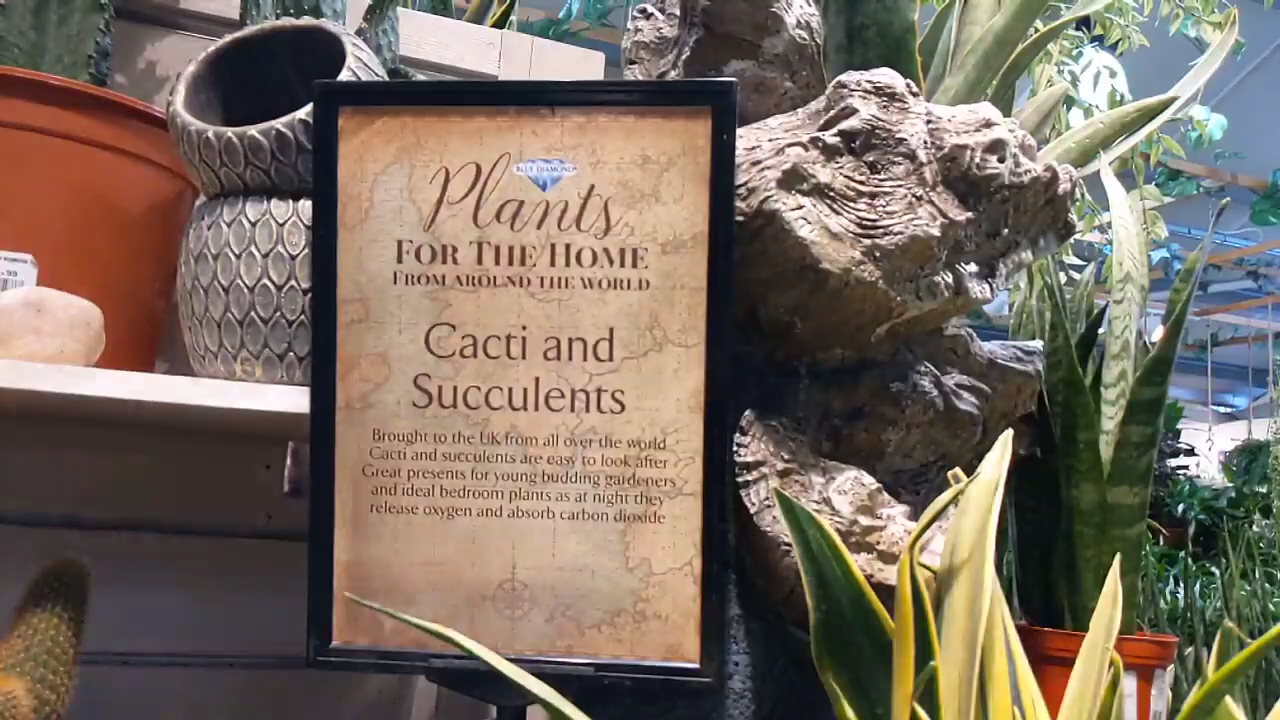 BLUE DIAMOND
Plants
FOR THE HOME
FROM AROUND THE WORLD
Cacti and
Succulents
Brought to the UK from all over the world
Cacti and succulents are easy to look after
Great presents for young budding gardeners
and ideal bedroom plants as at night they
release oxygen and absorb carbon dioxide